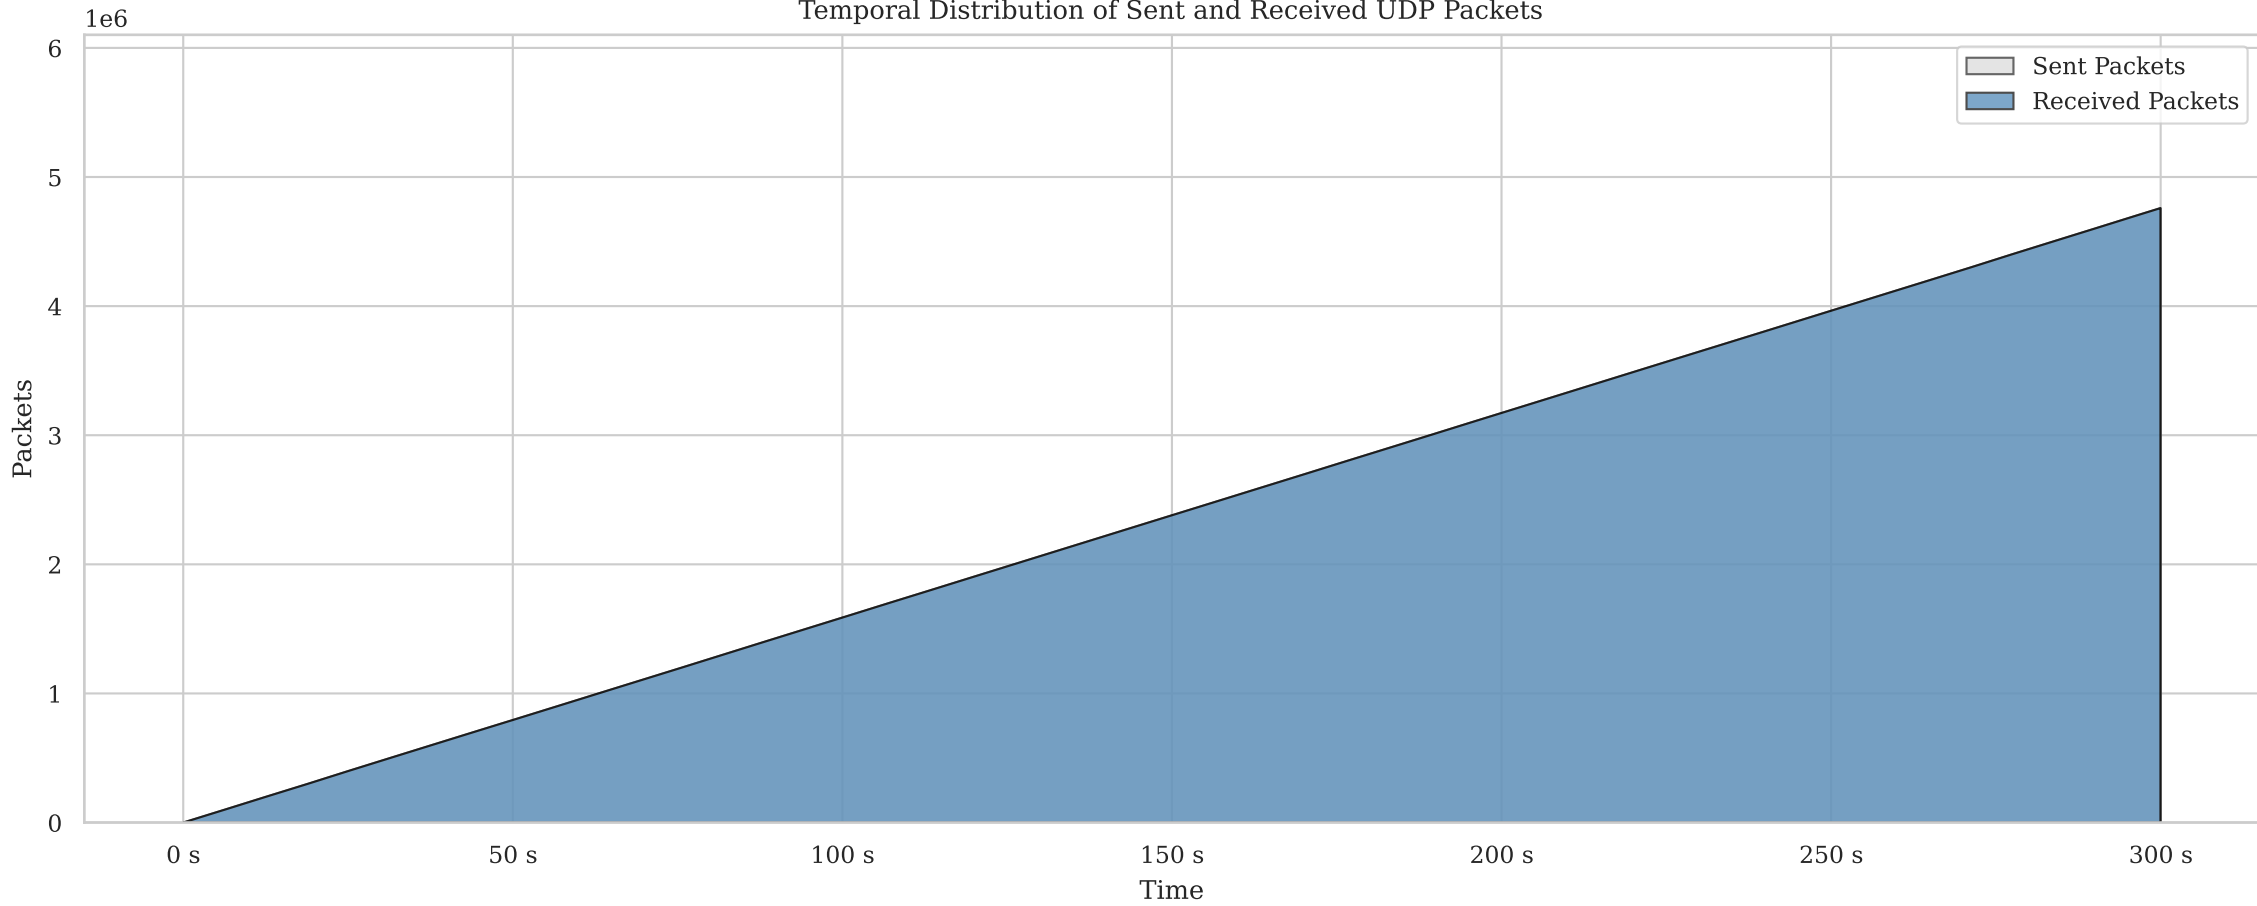 Temporal Distribution of Sent and Received UDP Packets
1e6
6
5
4
3
2
1
0
Packets
Sent Packets
Received Packets
0 s
50 s
100 s
150 s
200 s
250 s
300 s
Time